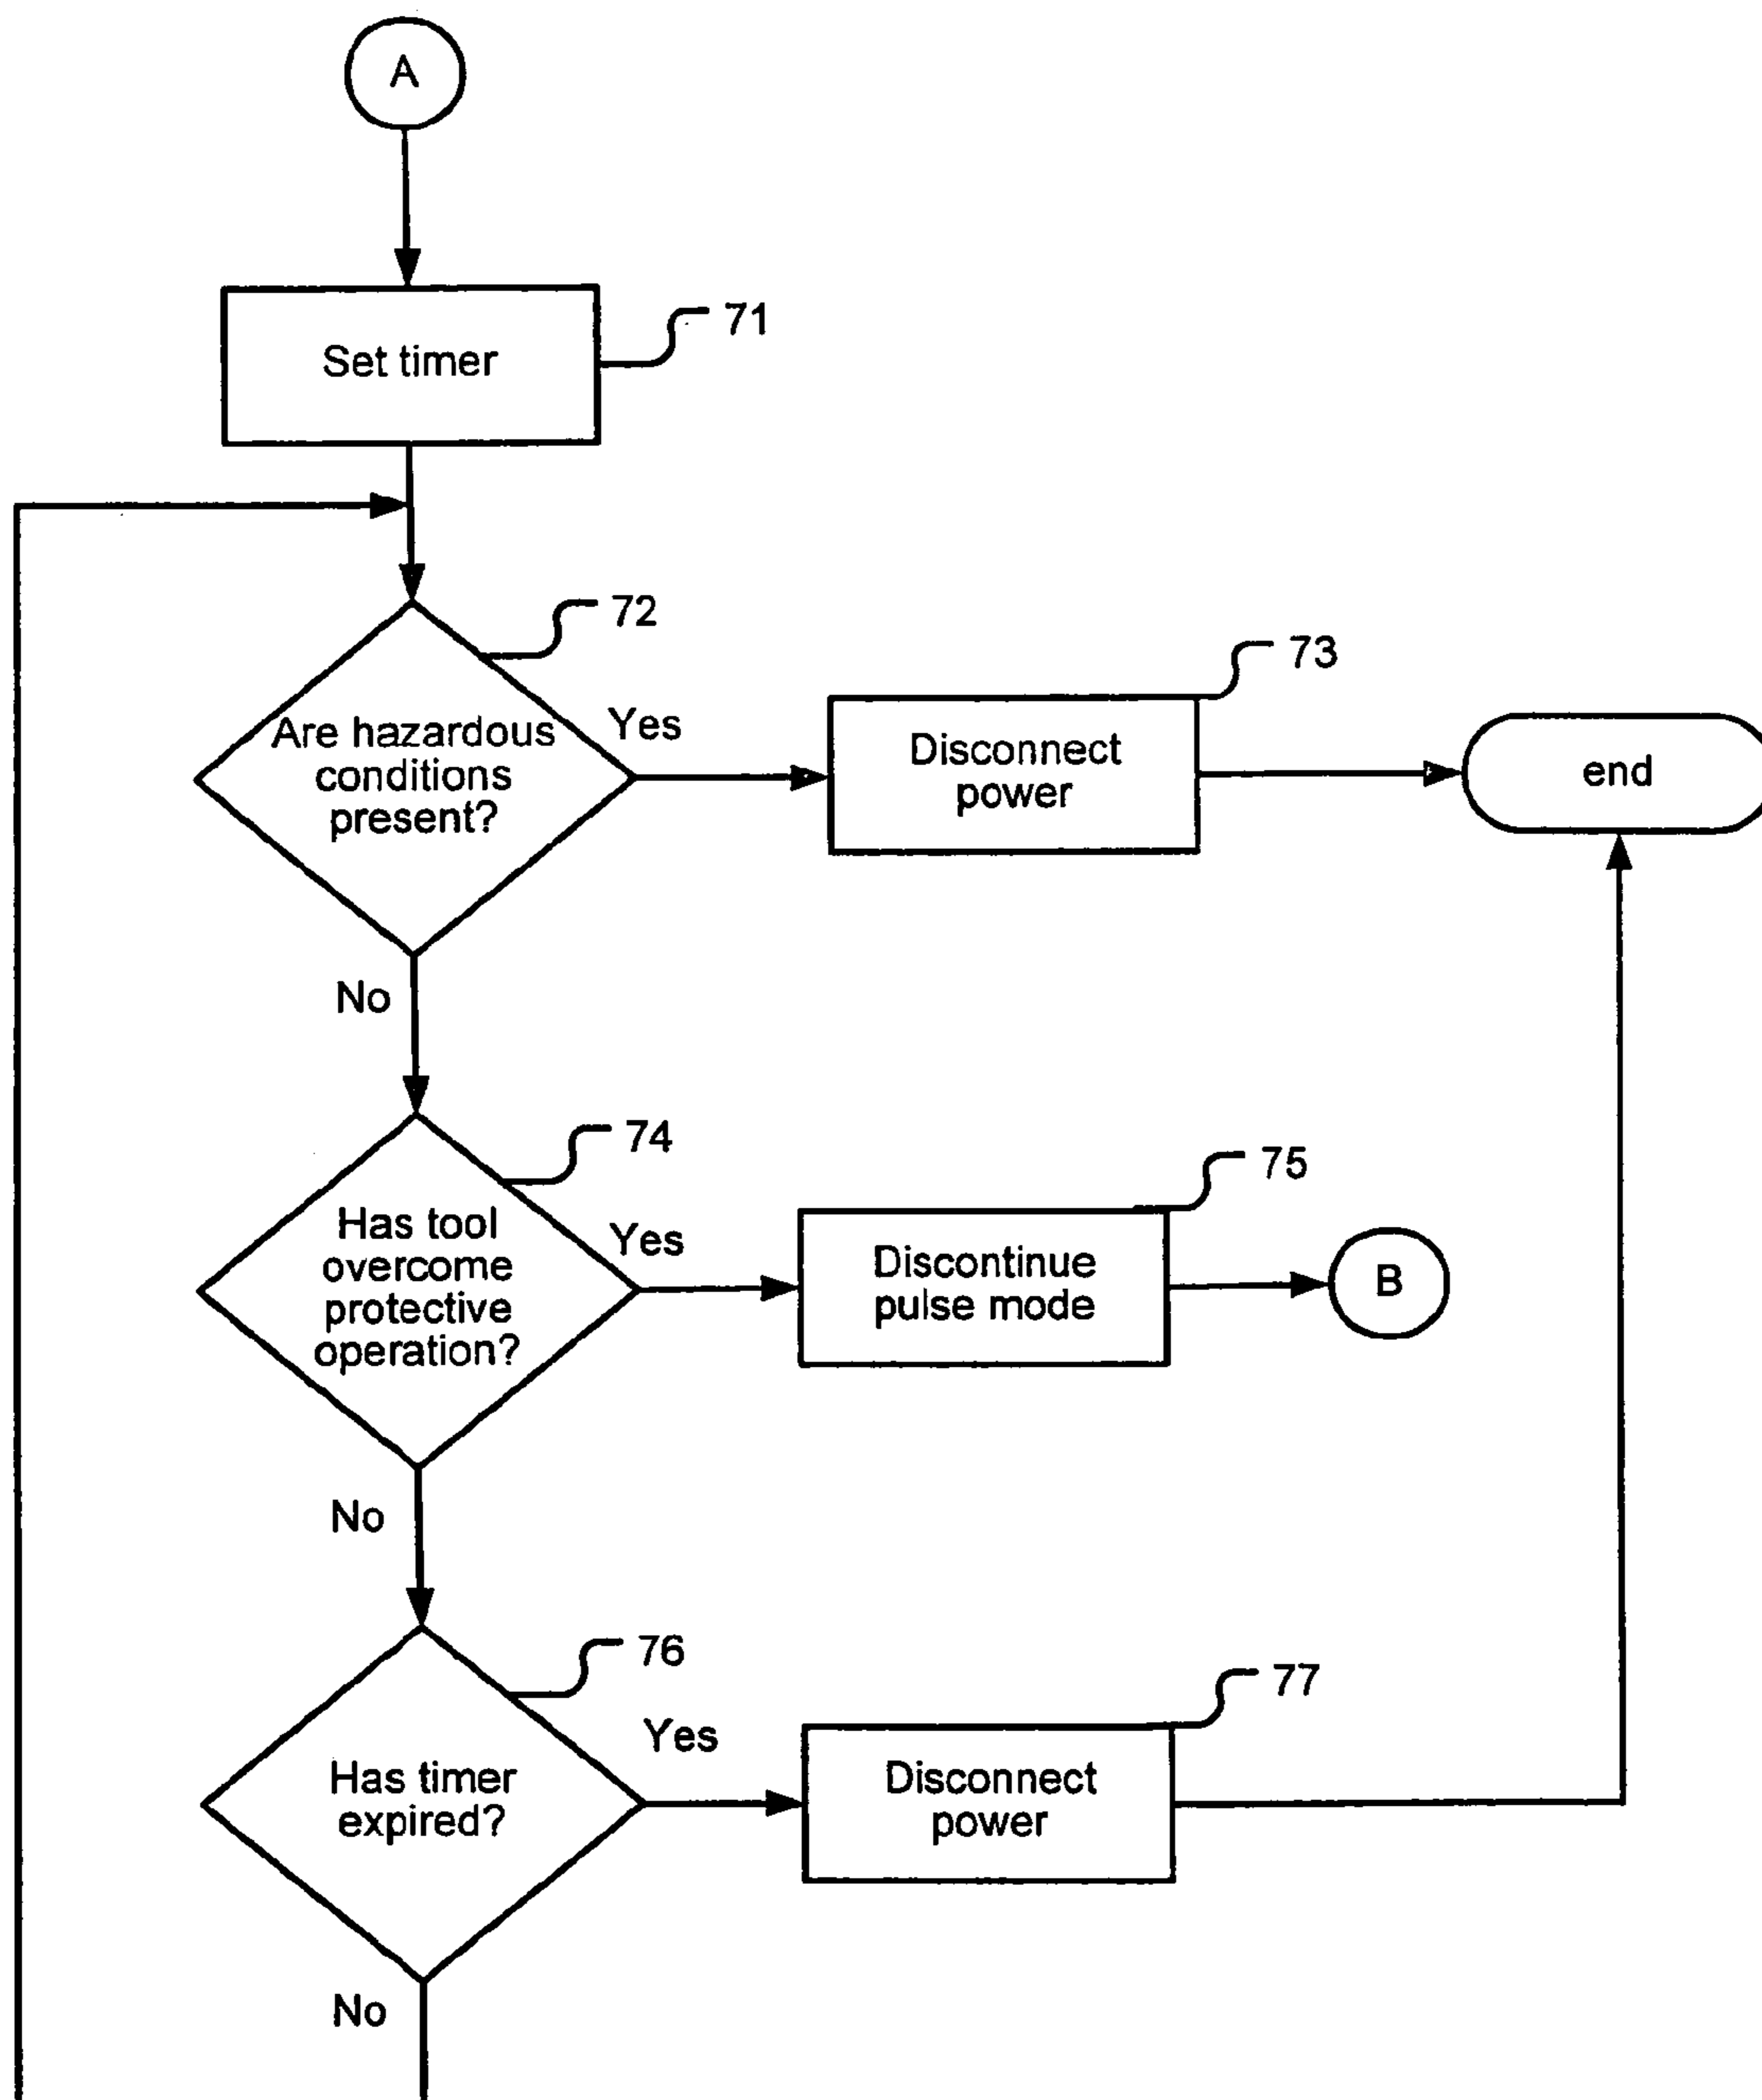 A
Set timer
71
72
Are hazardous
conditions
present?
Yes
73
Disconnect
power
end
No
74
Has tool
overcome
protective
operation?
Yes
75
Discontinue
pulse mode
B
No
76
Has timer
expired?
Yes
77
Disconnect
power
No